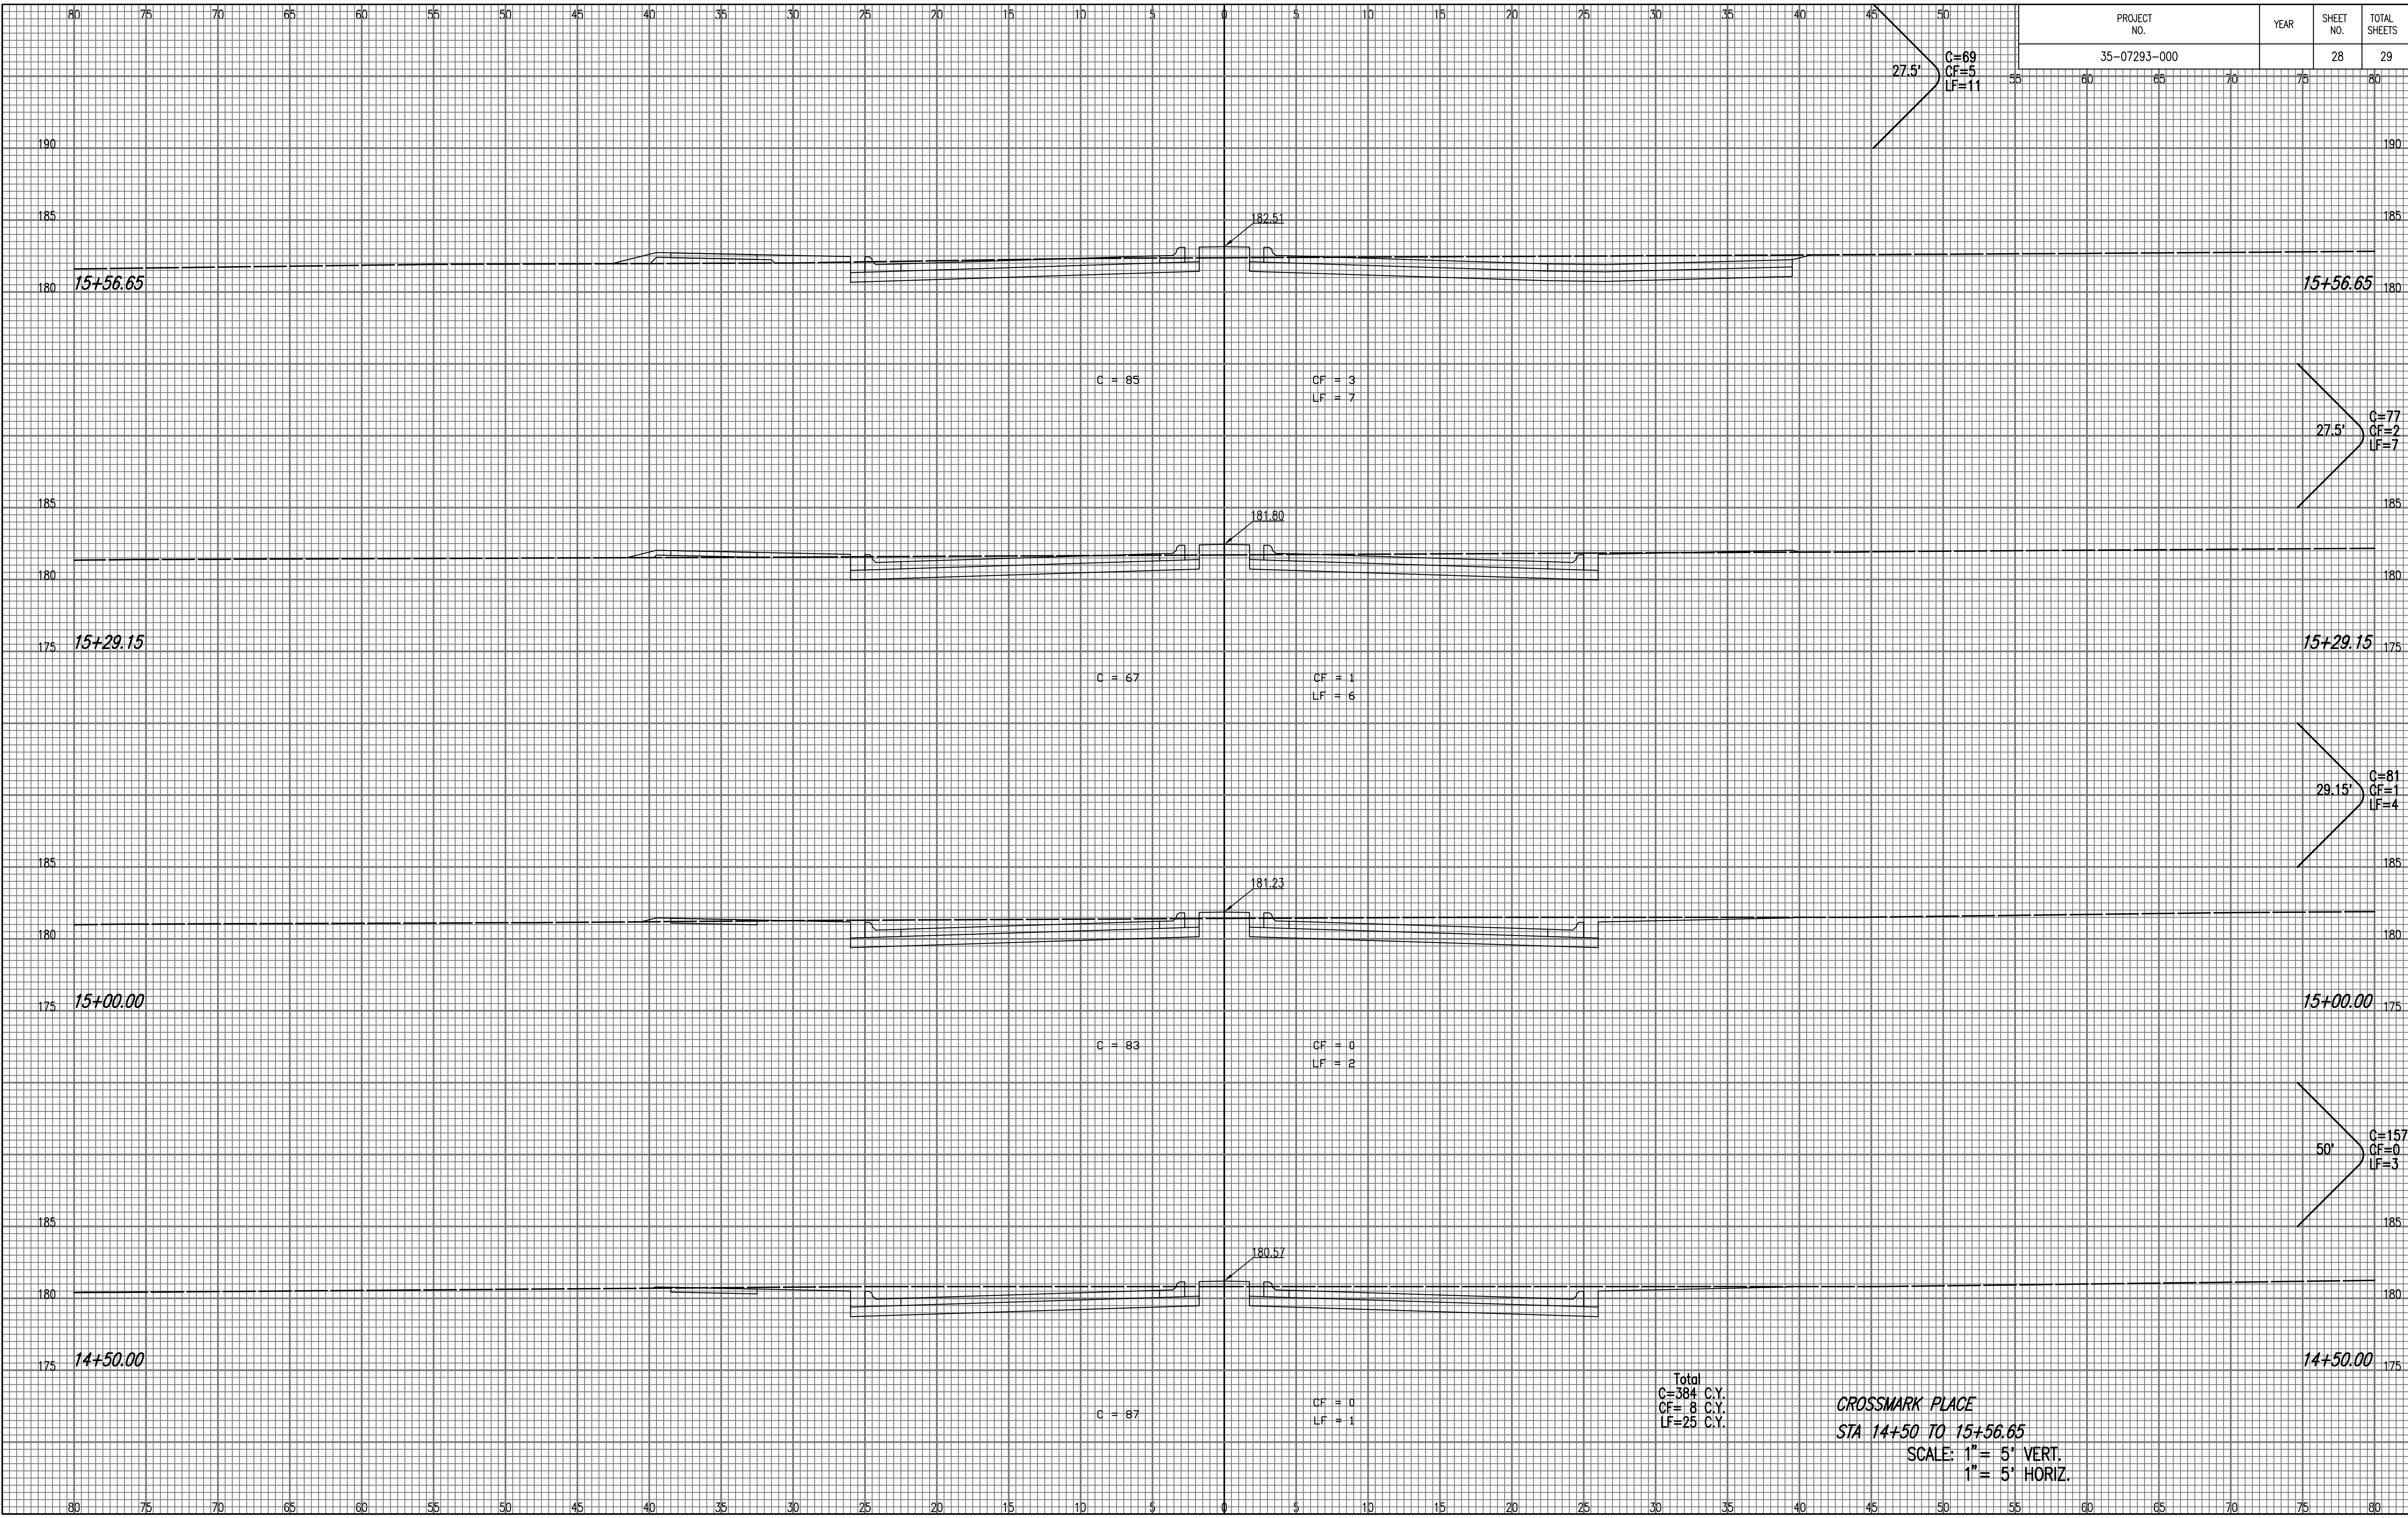 80 75 70 65 60 55 50 45 40 35 30 25 20 15 10 5 0 5 10 15 20 25 30 35 40 45 50
PROJECT NO. YEAR SHEET NO. TOTAL SHEETS
35-07293-000 28 29
55 60 65 70 75 80
27.5'
C=69
CF=5
LF=11
190 190
185 185
182.51
180 15+56.65 15+56.65 180
C = 85 CF = 3
LF = 7
27.5'
C=77
CF=2
LF=7
185 185
181.80
180 180
175 15+29.15 15+29.15 175
C = 67 CF = 1
LF = 6
29.15'
C=81
CF=1
LF=4
185 185
181.23
180 180
175 15+00.00 15+00.00 175
C = 83 CF = 0
LF = 2
50'
C=157
CF=0
LF=3
185 185
180.57
180 180
175 14+50.00 14+50.00 175
C = 87 CF = 0
LF = 1
Total
C=384 C.Y.
CF= 8 C.Y.
LF=25 C.Y.
CROSSMARK PLACE
STA 14+50 TO 15+56.65
SCALE: 1"= 5' VERT.
1"= 5' HORIZ.
80 75 70 65 60 55 50 45 40 35 30 25 20 15 10 5 0 5 10 15 20 25 30 35 40 45 50 55 60 65 70 75 80